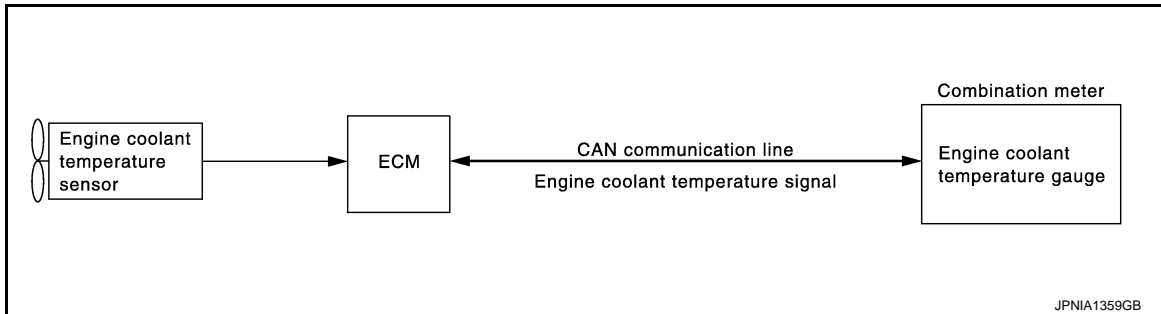 Engine coolant
temperature
sensor
ECM
CAN communication line
Engine coolant temperature signal
Combination meter
Engine coolant
temperature gauge
JPNIA1359GB